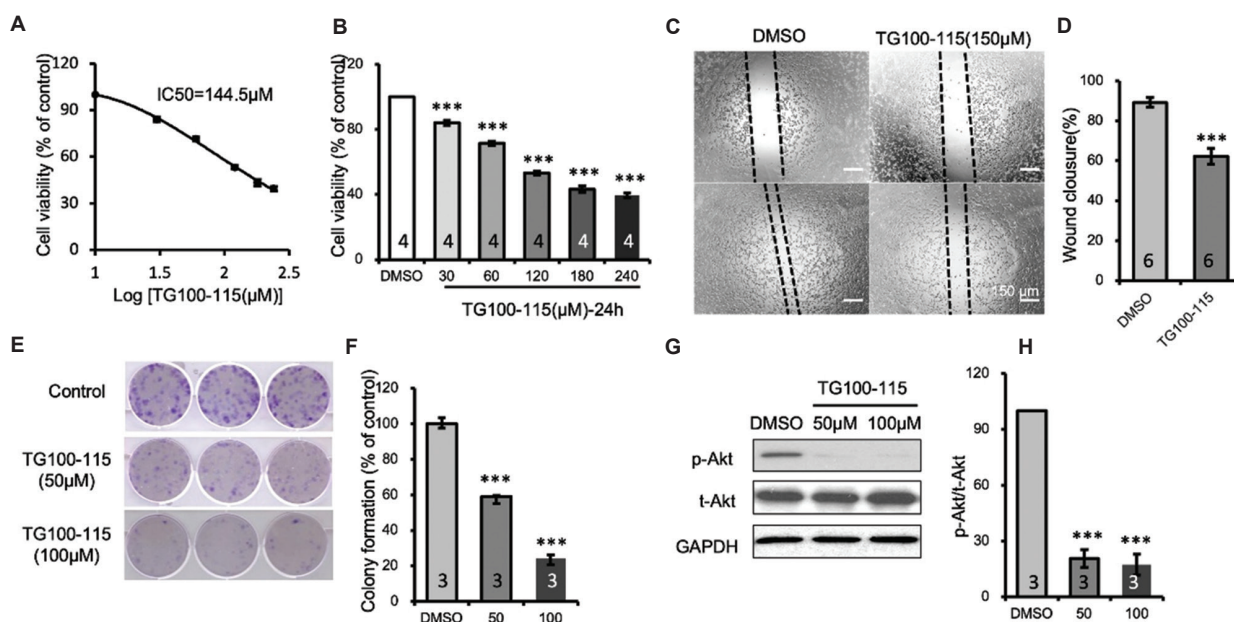 A
Cell viability (% of control)
120
90
60
30
0
IC50=144.5µM
1
1.5
2
2.5
Log [TG100-115(µM)]
B
Cell viability (% of control)
120
100
80
60
40
20
0
***
***
***
***
***
4
4
4
4
4
4
DMSO
30
60
120
180
240
TG100-115(µM)-24h
C
DMSO
TG100-115(150µM)
150 µm
D
Wound clousure(%)
100
80
60
40
20
0
***
6
6
DMSO
TG100-115
E
Control
TG100-115
(50µM)
TG100-115
(100µM)
F
Colony formation (% of control)
120
100
80
60
40
20
0
***
***
3
3
3
DMSO
50
100
G
TG100-115
DMSO
50µM
100µM
p-Akt
t-Akt
GAPDH
H
p-Akt/t-Akt
120
90
60
30
0
***
***
3
3
3
DMSO
50
100